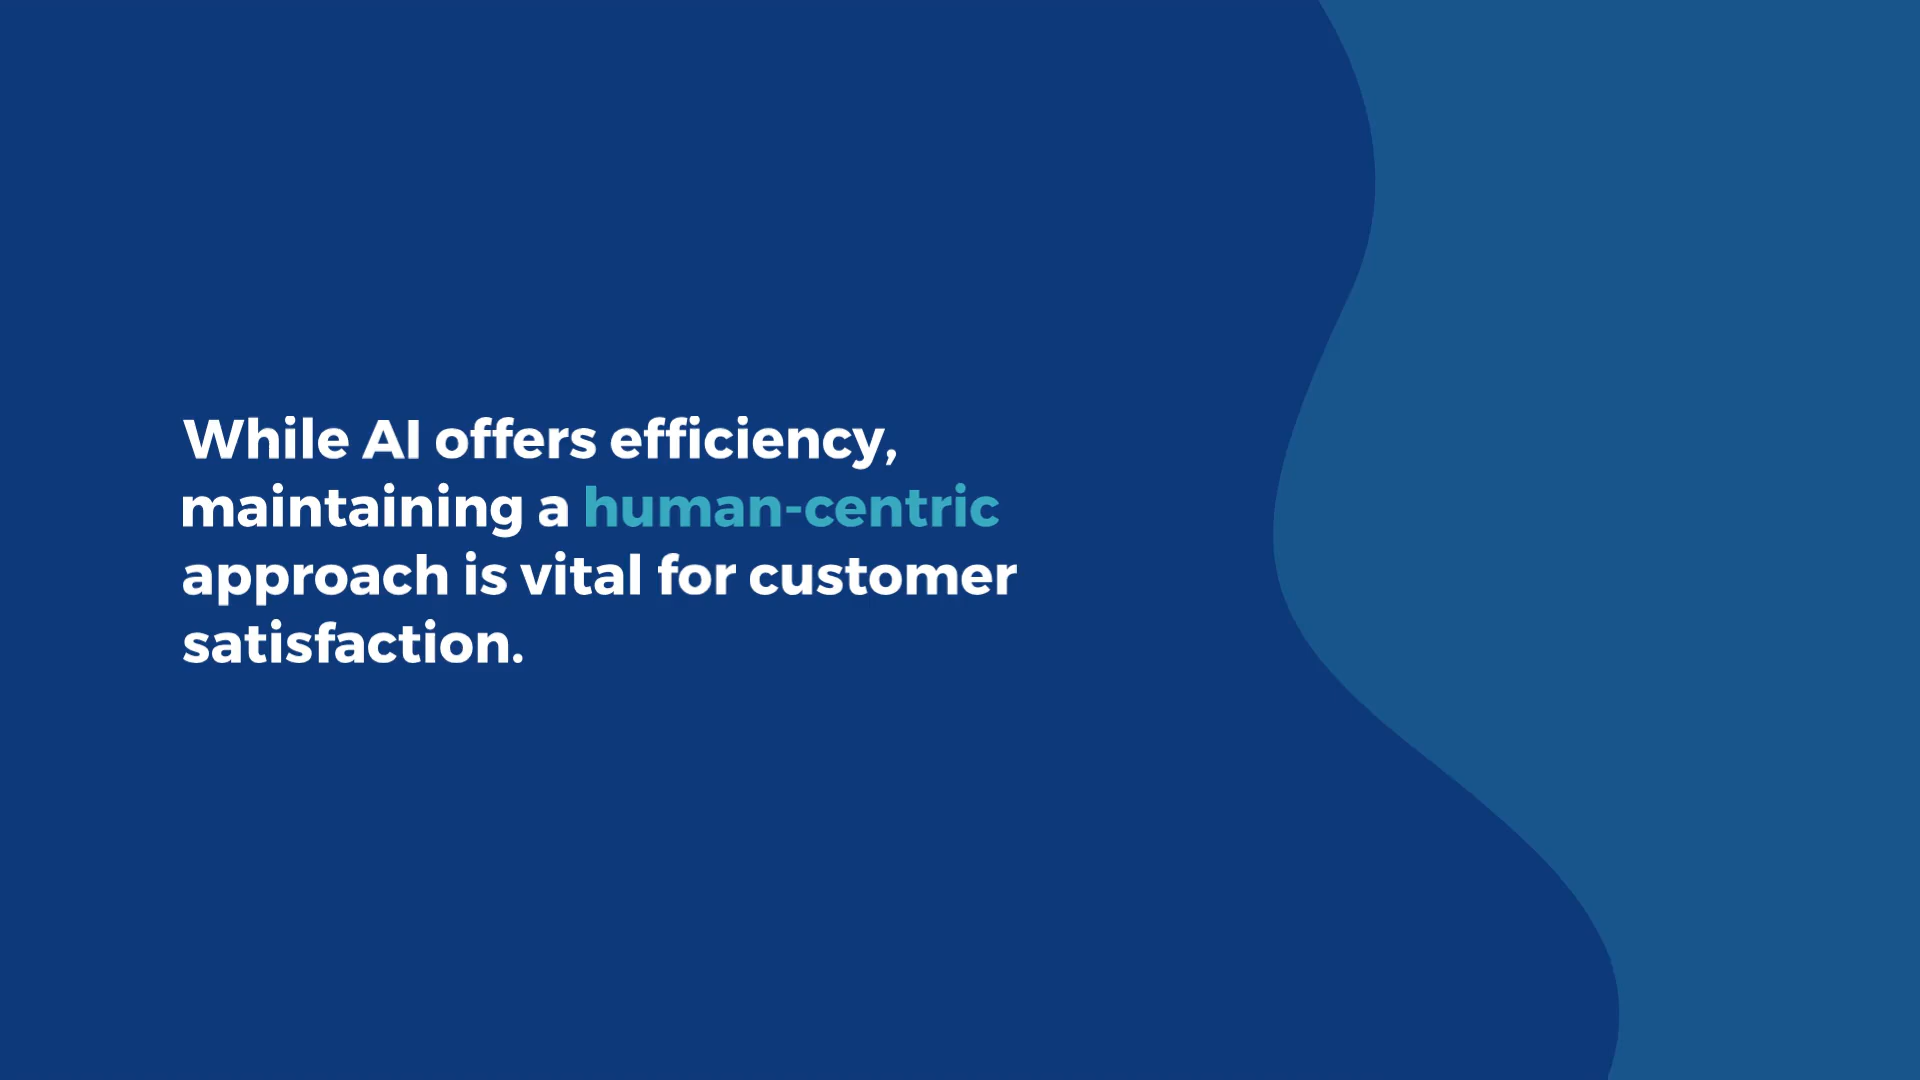 While AI offers efficiency,
maintaining a human-centric
approach is vital for customer
satisfaction.